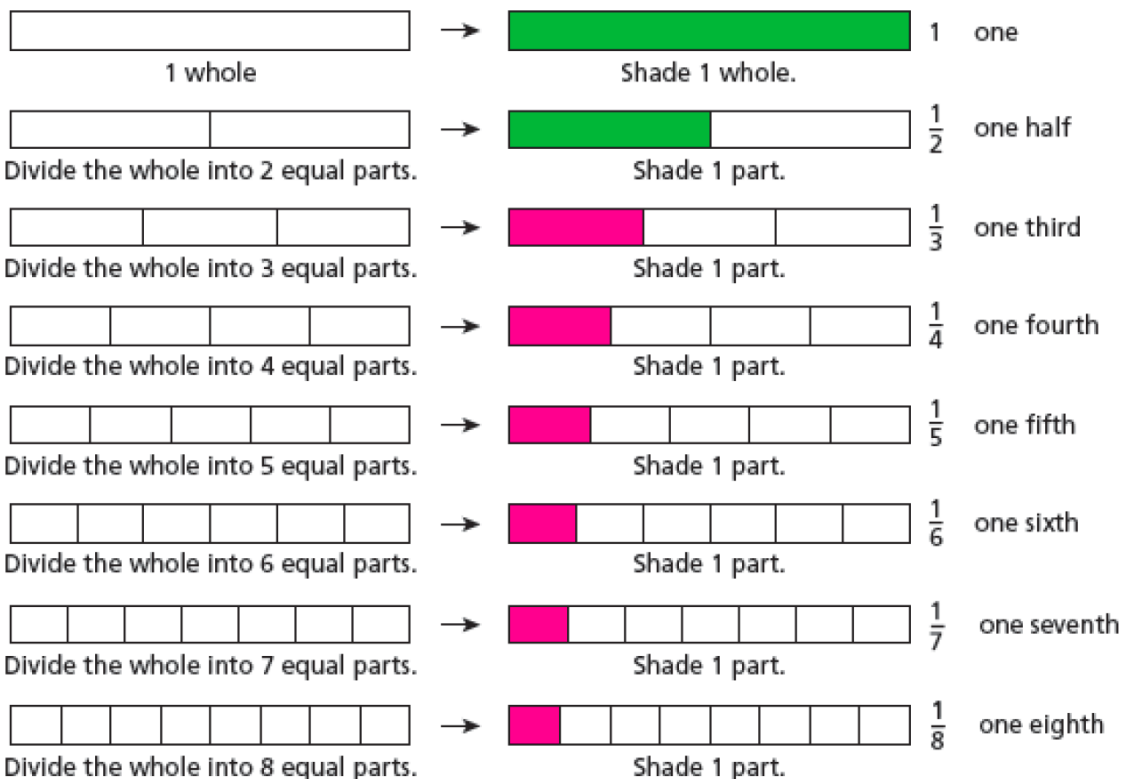 1 one
1 whole Shade 1 whole.
1/2 one half
Divide the whole into 2 equal parts. Shade 1 part.
1/3 one third
Divide the whole into 3 equal parts. Shade 1 part.
1/4 one fourth
Divide the whole into 4 equal parts. Shade 1 part.
1/5 one fifth
Divide the whole into 5 equal parts. Shade 1 part.
1/6 one sixth
Divide the whole into 6 equal parts. Shade 1 part.
1/7 one seventh
Divide the whole into 7 equal parts. Shade 1 part.
1/8 one eighth
Divide the whole into 8 equal parts. Shade 1 part.